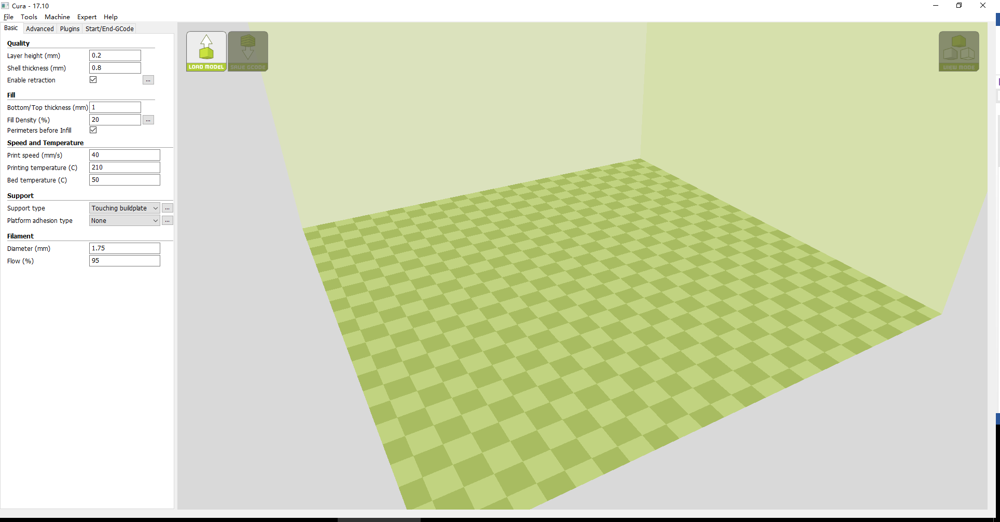 Cura - 17.10
File Tools Machine Expert Help
Basic Advanced Plugins Start/End-GCode
Quality
Layer height (mm) 0.2
Shell thickness (mm) 0.8
Enable retraction ...
Fill
Bottom/Top thickness (mm) 1
Fill Density (%) 20 ...
Perimeters before Infill
Speed and Temperature
Print speed (mm/s) 40
Printing temperature (C) 210
Bed temperature (C) 50
Support
Support type Touching buildplate ...
Platform adhesion type None ...
Filament
Diameter (mm) 1.75
Flow (%) 95
LOAD MODEL SAVE GCODE
VIEW MODE